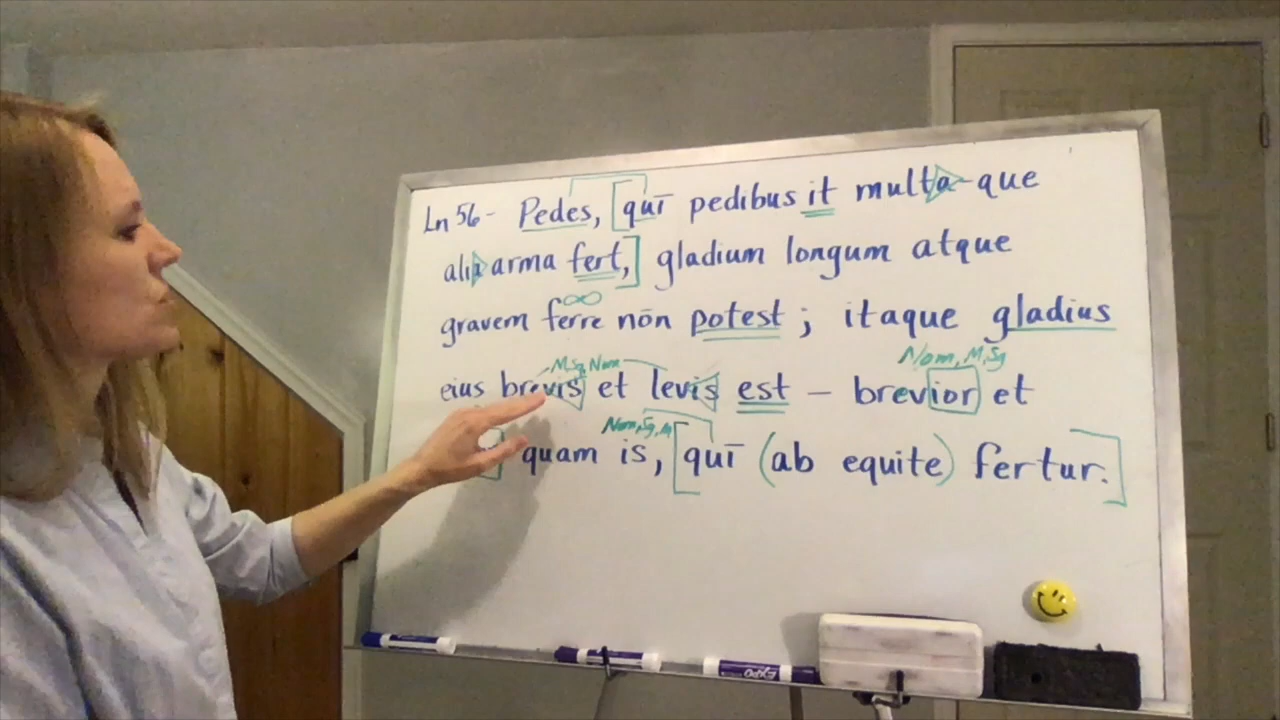 Ln 56- Pedes, [quī pedibus it multa-que
alia arma fert,] gladium longum atque
∞
gravem ferre nōn potest ; itaque gladius
M,Sg,Nom Nom, M, Sg
eius brevis et levis est – brevior et
Nom, Sg, M
quam is, [quī (ab equite) fertur.]
EXPO